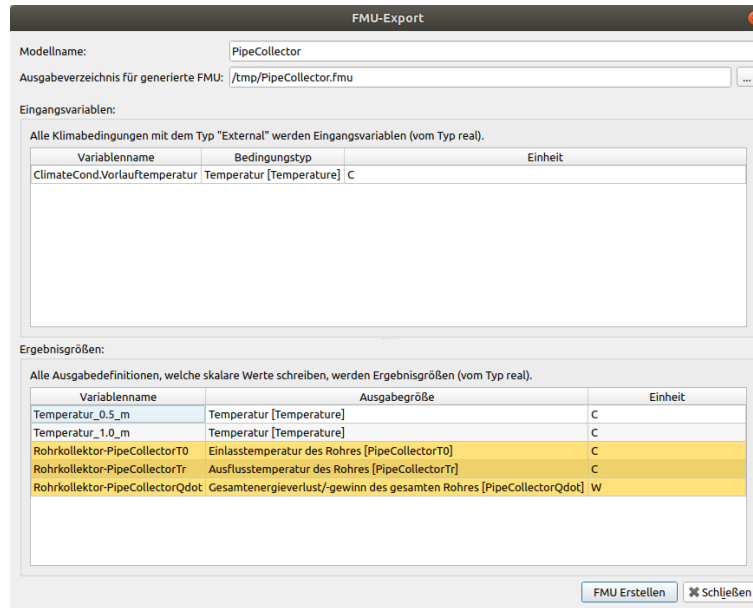 FMU-Export
Modellname: PipeCollector
Ausgabeverzeichnis für generierte FMU: /tmp/PipeCollector.fmu ...
Eingangsvariablen:
Alle Klimabedingungen mit dem Typ "External" werden Eingangsvariablen (vom Typ real).
Variablenname Bedingungstyp Einheit
ClimateCond.Vorlauftemperatur Temperatur [Temperature] C
Ergebnisgrößen:
Alle Ausgabedefinitionen, welche skalare Werte schreiben, werden Ergebnisgrößen (vom Typ real).
Variablenname Ausgabegröße Einheit
Temperatur_0.5_m Temperatur [Temperature] C
Temperatur_1.0_m Temperatur [Temperature] C
Rohrkollektor-PipeCollectorT0 Einlasstemperatur des Rohres [PipeCollectorT0] C
Rohrkollektor-PipeCollectorTr Ausflusstemperatur des Rohres [PipeCollectorTr] C
Rohrkollektor-PipeCollectorQdot Gesamtenergieverlust/-gewinn des gesamten Rohres [PipeCollectorQdot] W
FMU Erstellen Schließen